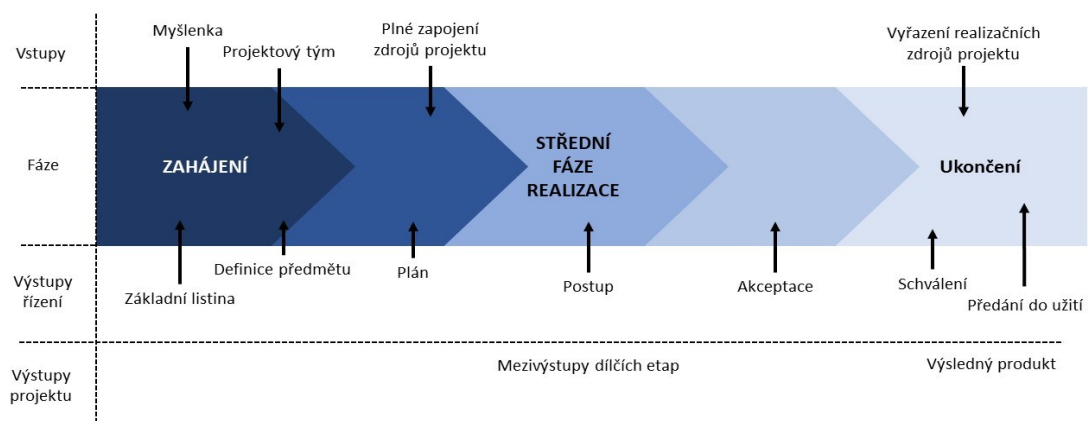 Vstupy
Myšlenka
Projektový tým
Plné zapojení
zdrojů projektu
Vyřazení realizačních
zdrojů projektu
Fáze
ZAHÁJENÍ
STŘEDNÍ
FÁZE
REALIZACE
Ukončení
Výstupy
řízení
Základní listina
Definice předmětu
Plán
Postup
Akceptace
Schválení
Předání do užití
Výstupy
projektu
Mezivýstupy dílčích etap
Výsledný produkt